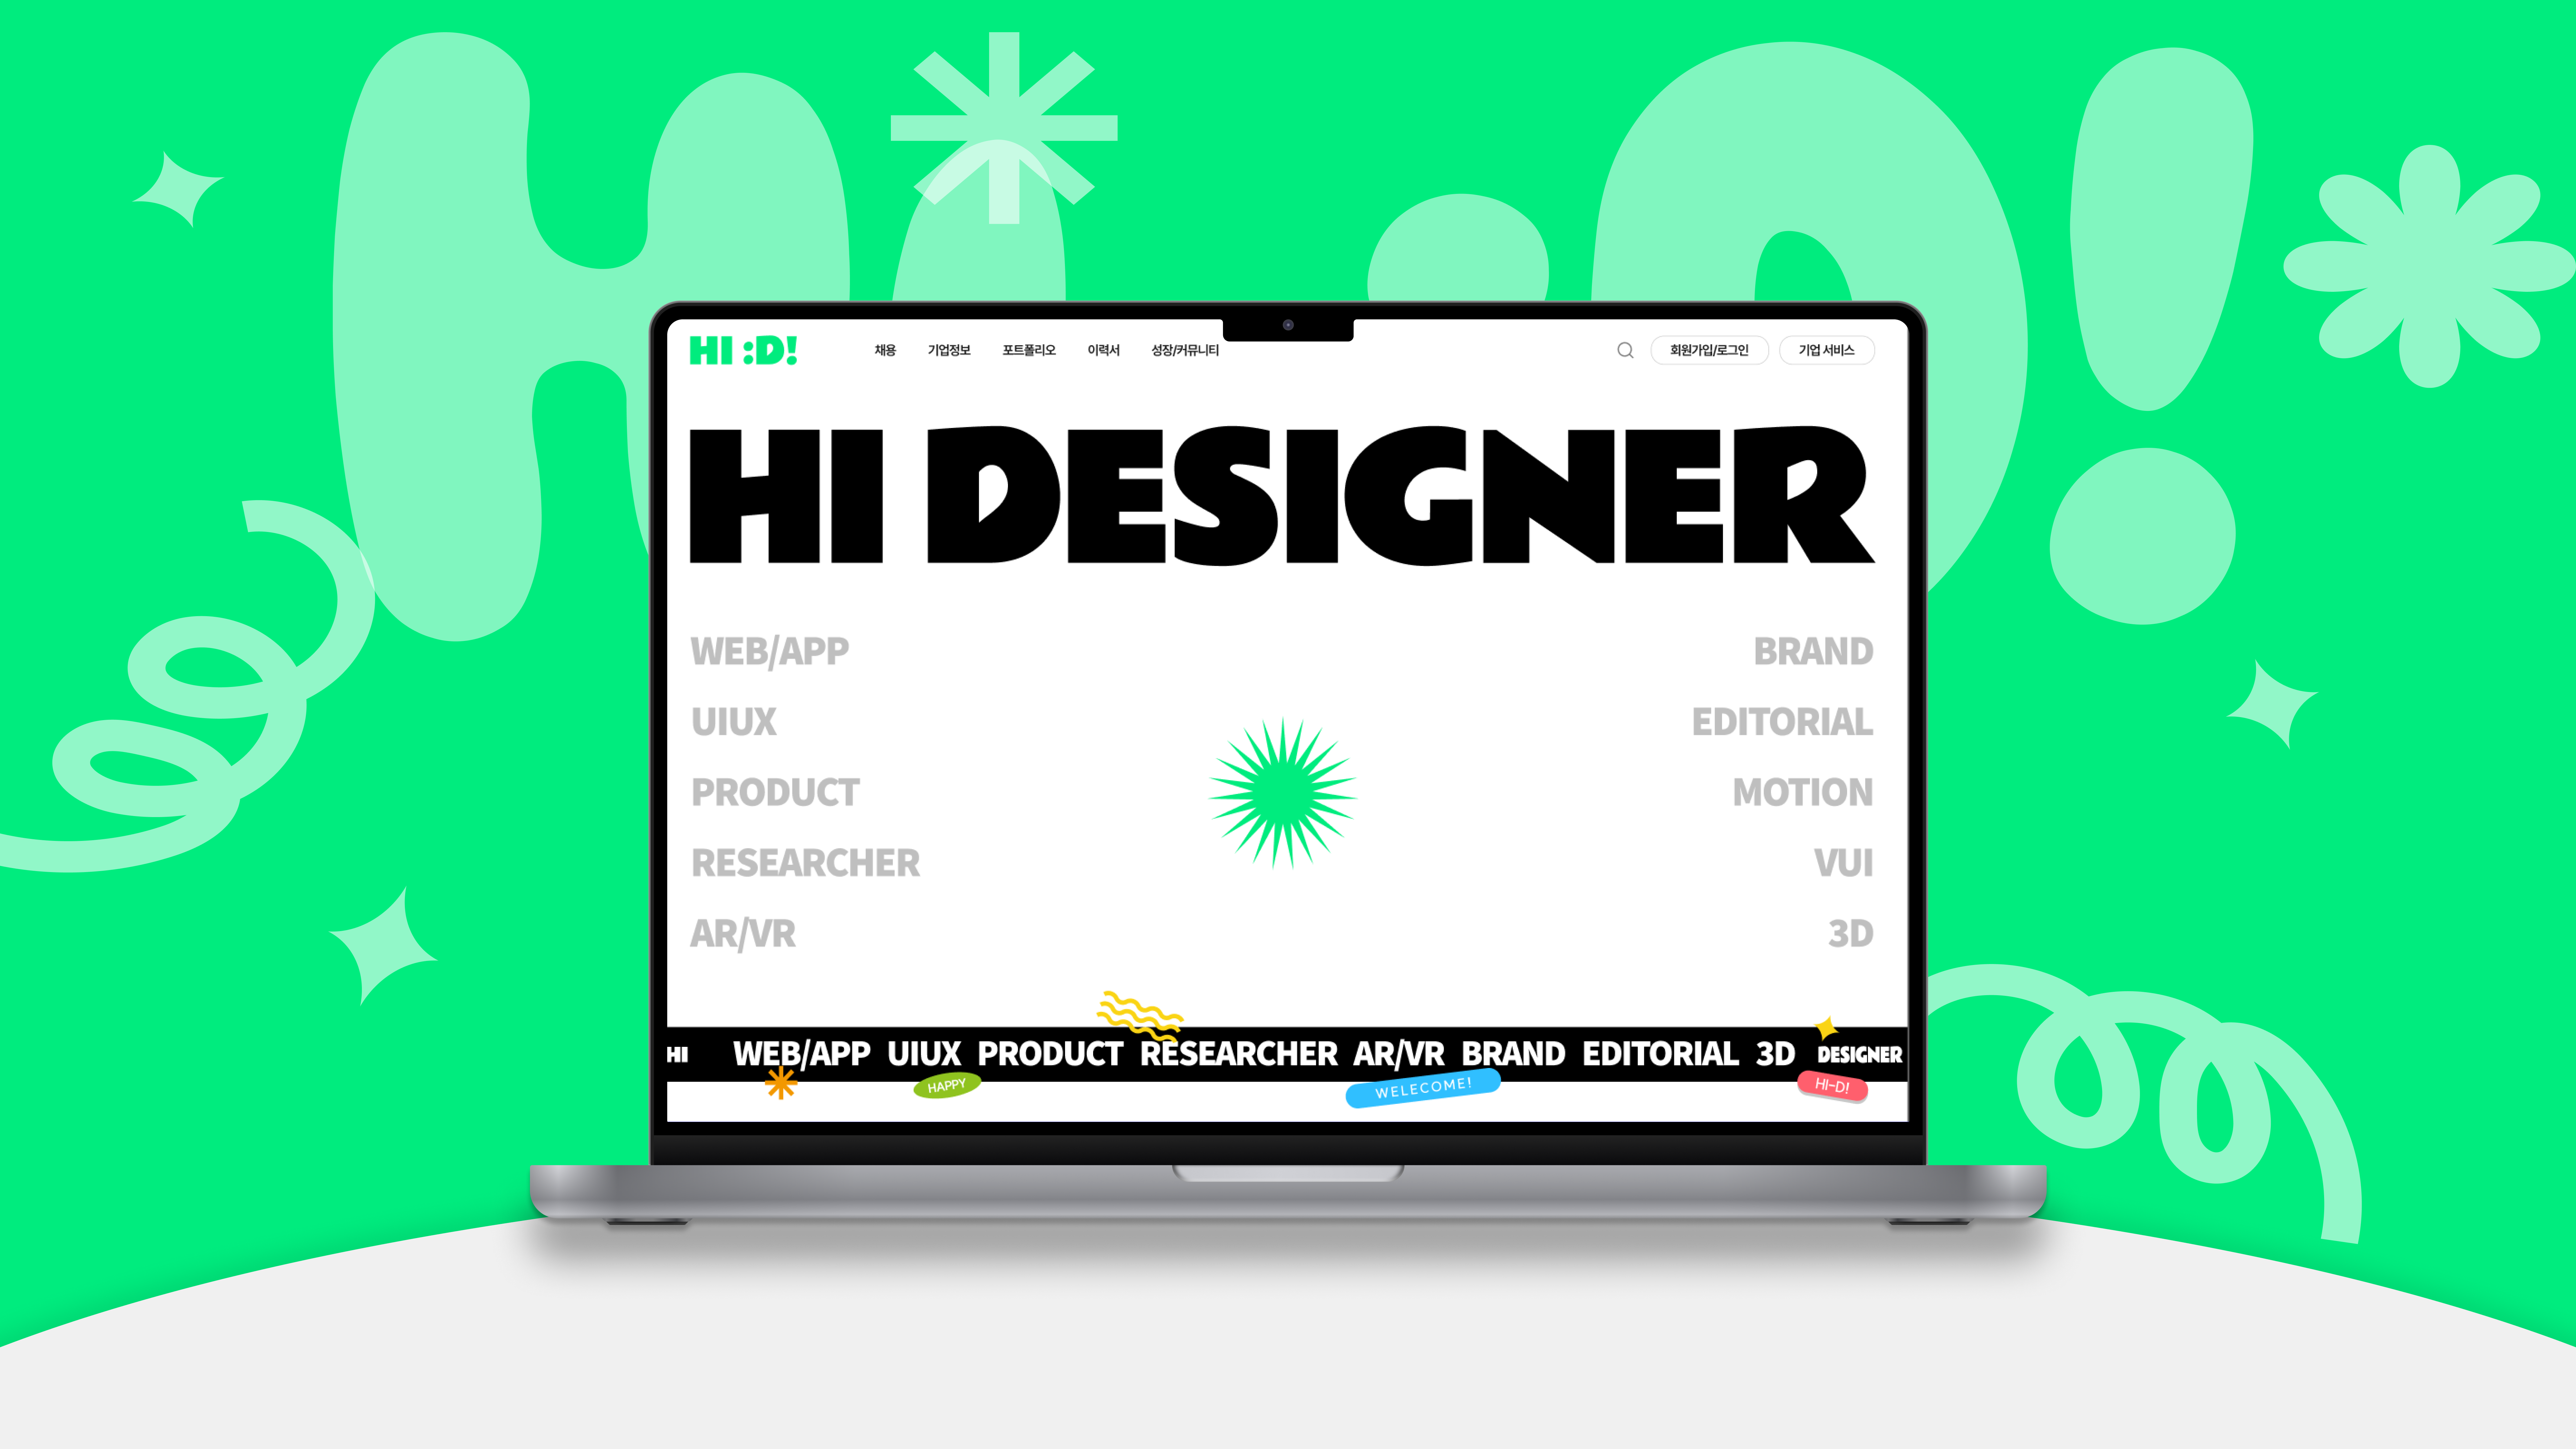 Hi :D!
HI :D!
채용 기업정보 포트폴리오 이력서 성장/커뮤니티 회원가입/로그인 기업 서비스
HI DESIGNER
WEB/APP
UIUX
PRODUCT
RESEARCHER
AR/VR
BRAND
EDITORIAL
MOTION
VUI
3D
HI WEB/APP UIUX PRODUCT RESEARCHER AR/VR BRAND EDITORIAL 3D DESIGNER
HAPPY
WELECOME!
HI-D!